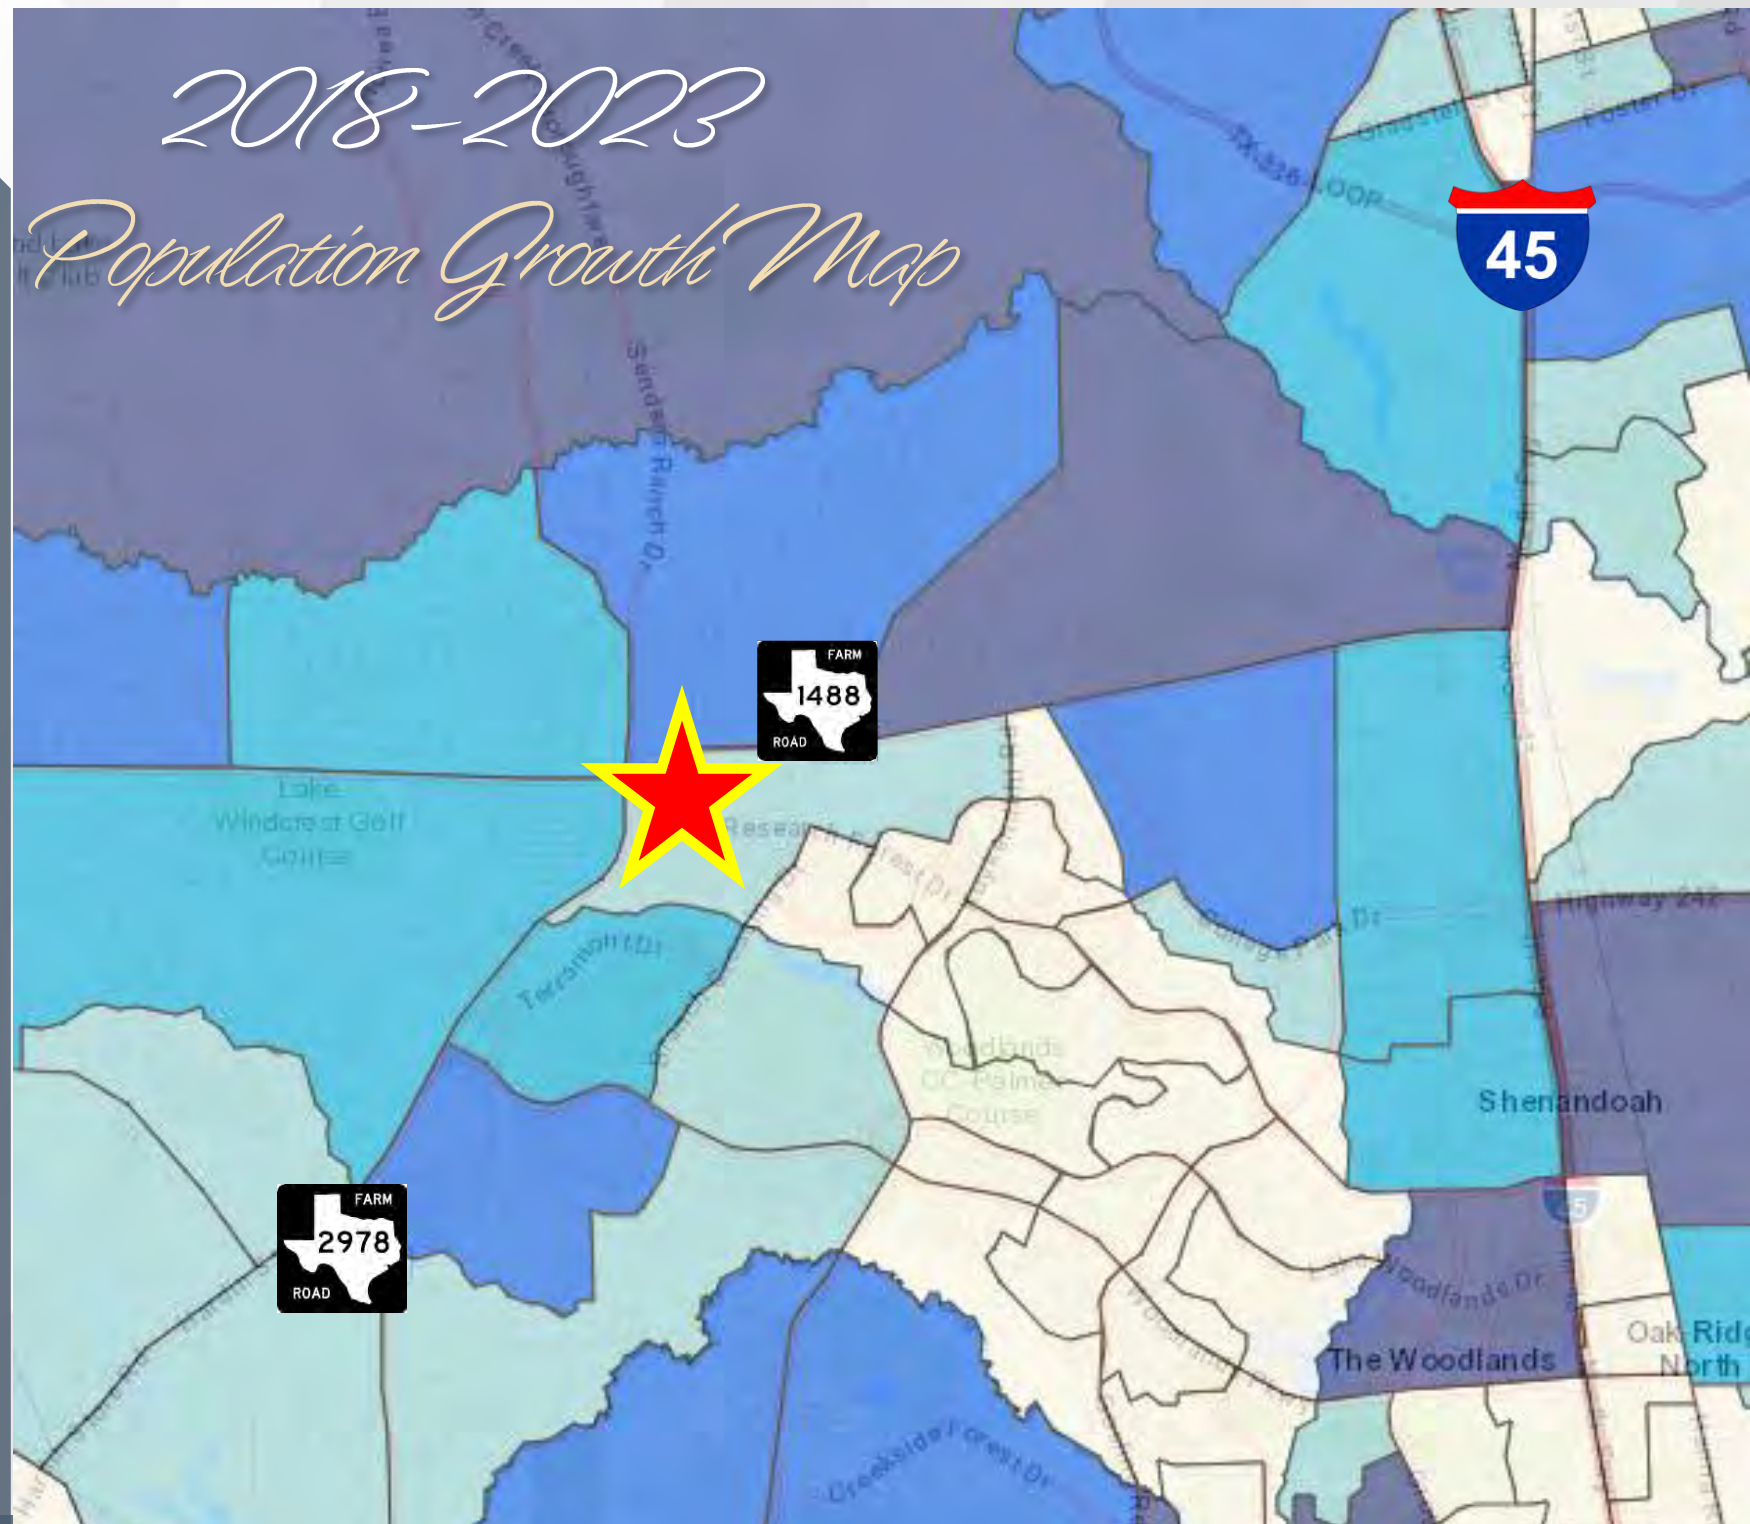 2018-2023
Population Growth Map
TX-336-LOOP
Foster Dr
45
Sendera Ranch Dr
FARM
1488
ROAD
Lake
Windcrest Golf
Course
Research Forest Dr
Highway 242
College Park Dr
Terramont Dr
Woodlands
CC-Palmer
Course
Shenandoah
45
FARM
2978
ROAD
Woodlands Dr
The Woodlands
Oak Ridg
North
Creekside Forest Dr